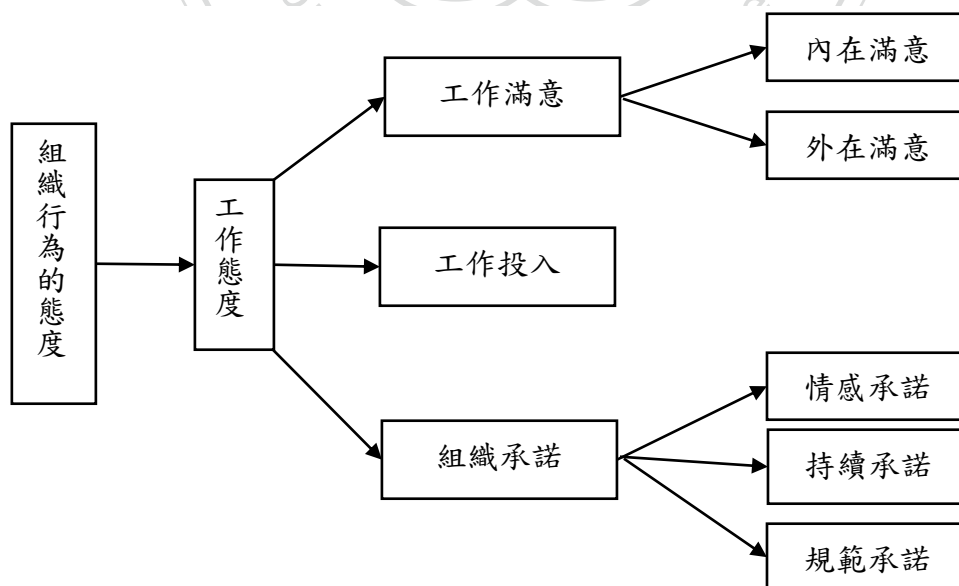 組織行為的態度
工作態度
工作滿意
內在滿意
外在滿意
工作投入
組織承諾
情感承諾
持續承諾
規範承諾